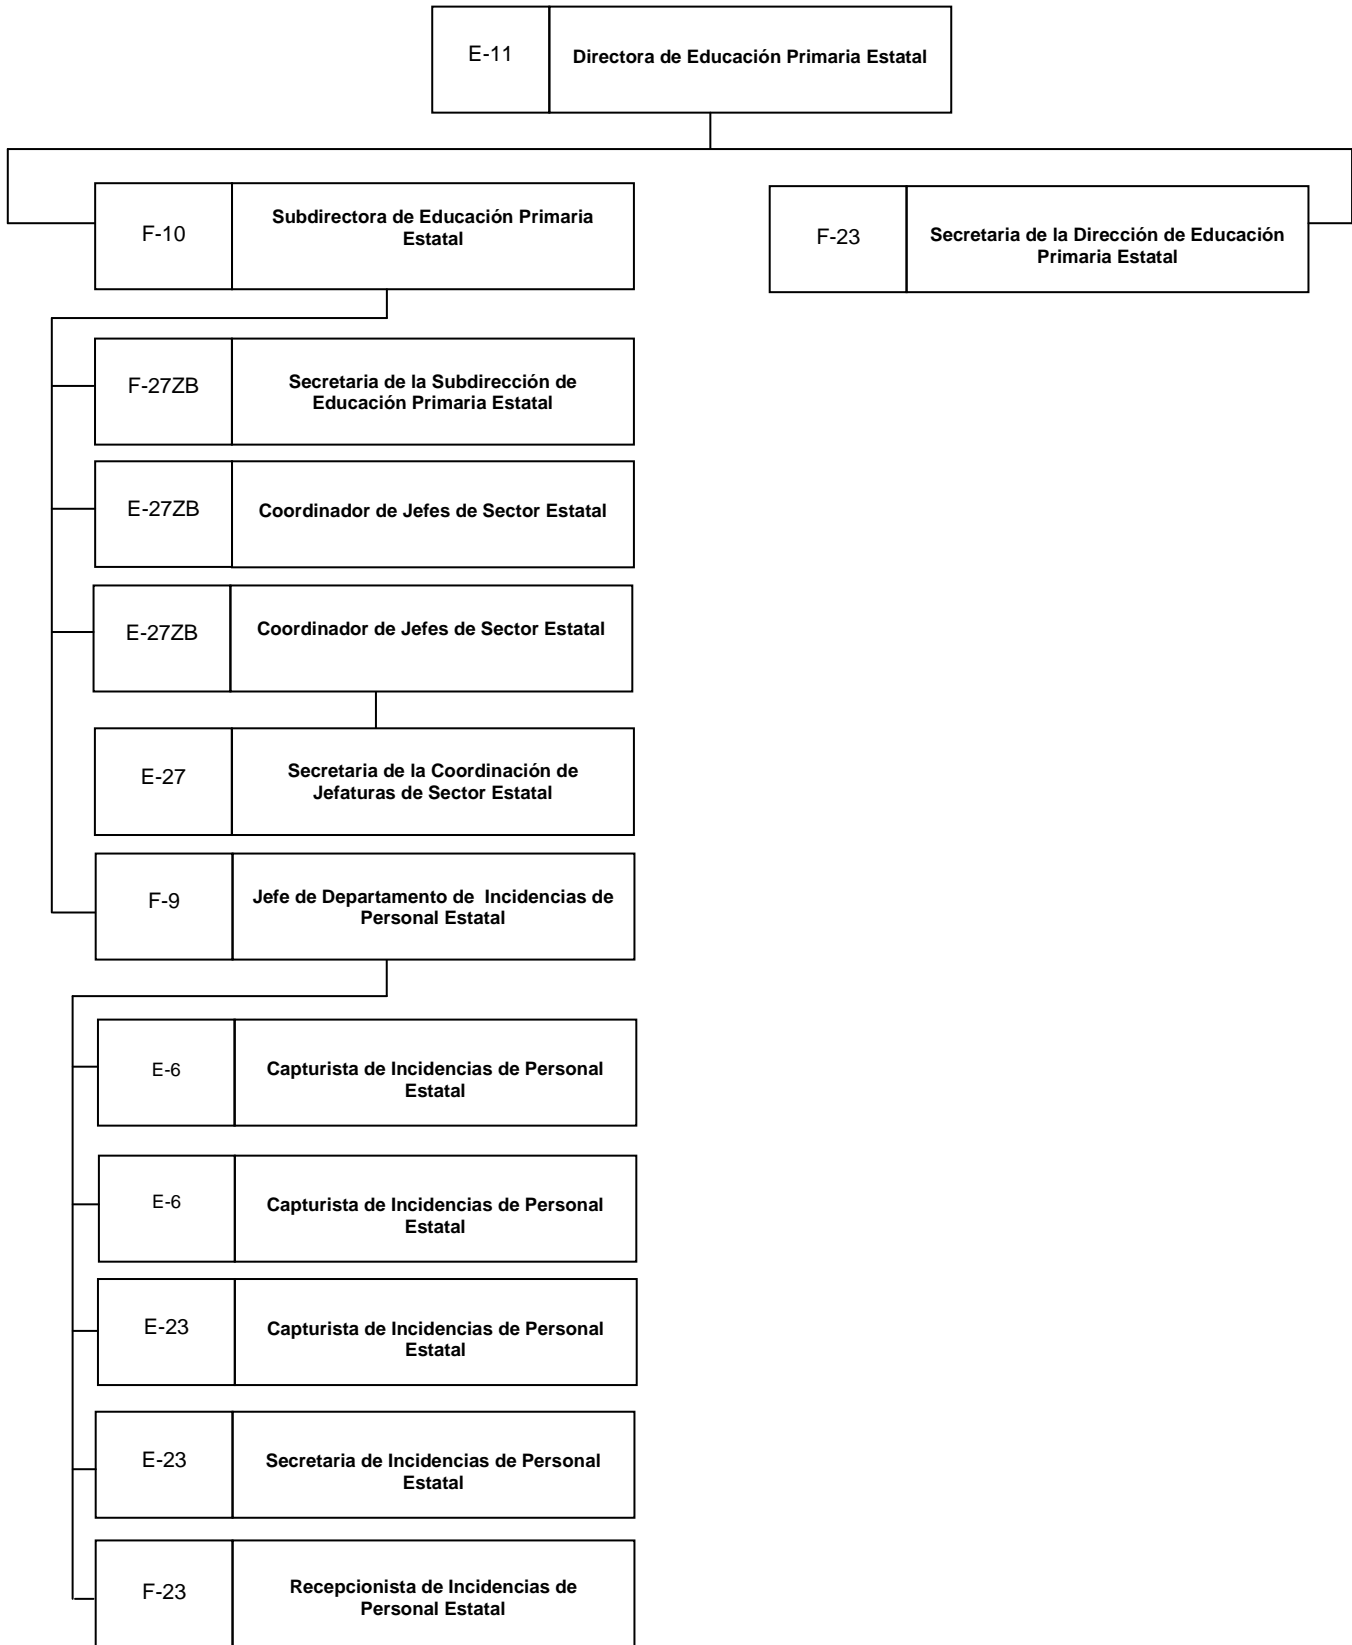 E-11
Directora de Educación Primaria Estatal
F-10
Subdirectora de Educación Primaria
Estatal
F-23
Secretaria de la Dirección de Educación
Primaria Estatal
F-27ZB
Secretaria de la Subdirección de
Educación Primaria Estatal
E-27ZB
Coordinador de Jefes de Sector Estatal
E-27ZB
Coordinador de Jefes de Sector Estatal
E-27
Secretaria de la Coordinación de
Jefaturas de Sector Estatal
F-9
Jefe de Departamento de Incidencias de
Personal Estatal
E-6
Capturista de Incidencias de Personal
Estatal
E-6
Capturista de Incidencias de Personal
Estatal
E-23
Capturista de Incidencias de Personal
Estatal
E-23
Secretaria de Incidencias de Personal
Estatal
F-23
Recepcionista de Incidencias de
Personal Estatal